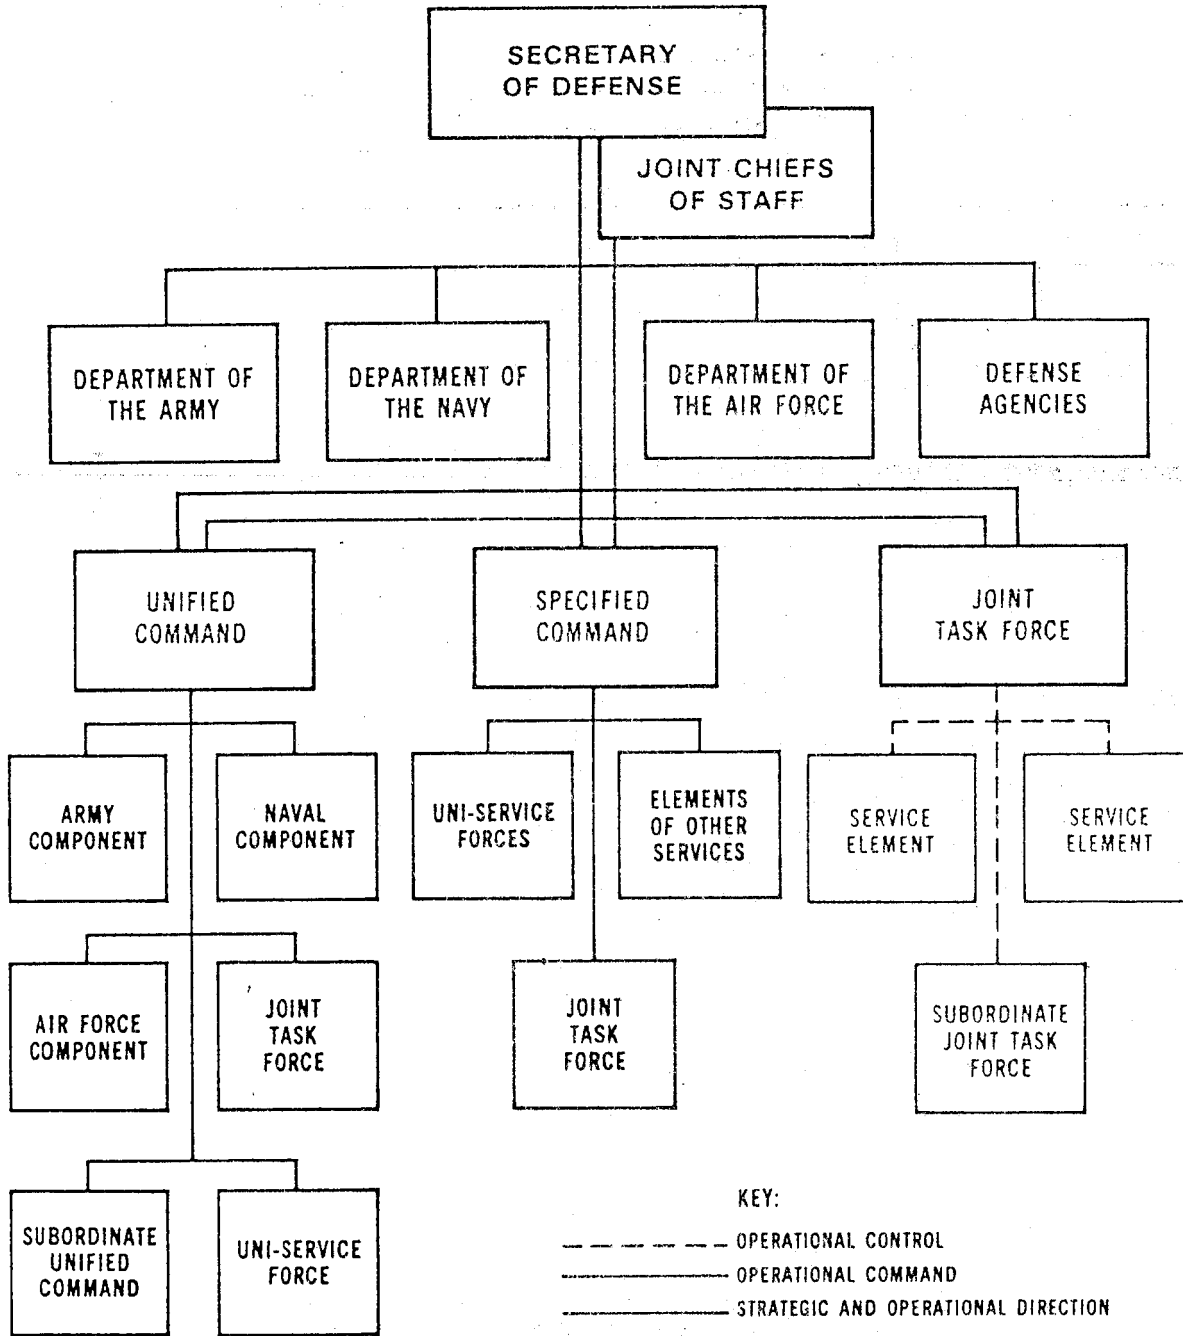 SECRETARY
OF DEFENSE
JOINT CHIEFS
OF STAFF
DEPARTMENT OF
THE ARMY
DEPARTMENT OF
THE NAVY
DEPARTMENT OF
THE AIR FORCE
DEFENSE
AGENCIES
UNIFIED
COMMAND
SPECIFIED
COMMAND
JOINT
TASK FORCE
ARMY
COMPONENT
NAVAL
COMPONENT
UNI-SERVICE
FORCES
ELEMENTS
OF OTHER
SERVICES
SERVICE
ELEMENT
SERVICE
ELEMENT
AIR FORCE
COMPONENT
JOINT
TASK
FORCE
JOINT
TASK
FORCE
SUBORDINATE
JOINT TASK
FORCE
SUBORDINATE
UNIFIED
COMMAND
UNI-SERVICE
FORCE
KEY:
OPERATIONAL CONTROL
OPERATIONAL COMMAND
STRATEGIC AND OPERATIONAL DIRECTION